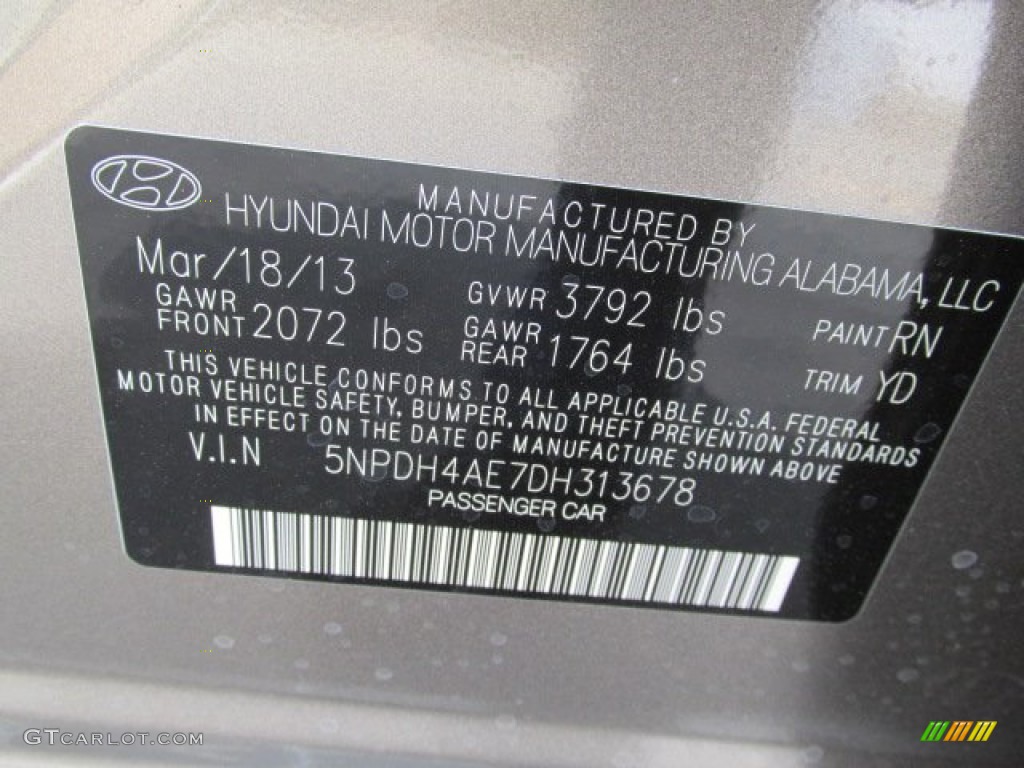 MANUFACTURED BY
HYUNDAI MOTOR MANUFACTURING ALABAMA, LLC
Mar/18/13 GVWR 3792 lbs PAINT RN
GAWR FRONT 2072 lbs GAWR REAR 1764 lbs TRIM YD
THIS VEHICLE CONFORMS TO ALL APPLICABLE U.S.A. FEDERAL
MOTOR VEHICLE SAFETY, BUMPER, AND THEFT PREVENTION STANDARDS
IN EFFECT ON THE DATE OF MANUFACTURE SHOWN ABOVE
V.I.N 5NPDH4AE7DH313678
PASSENGER CAR
GTCARLOT.COM